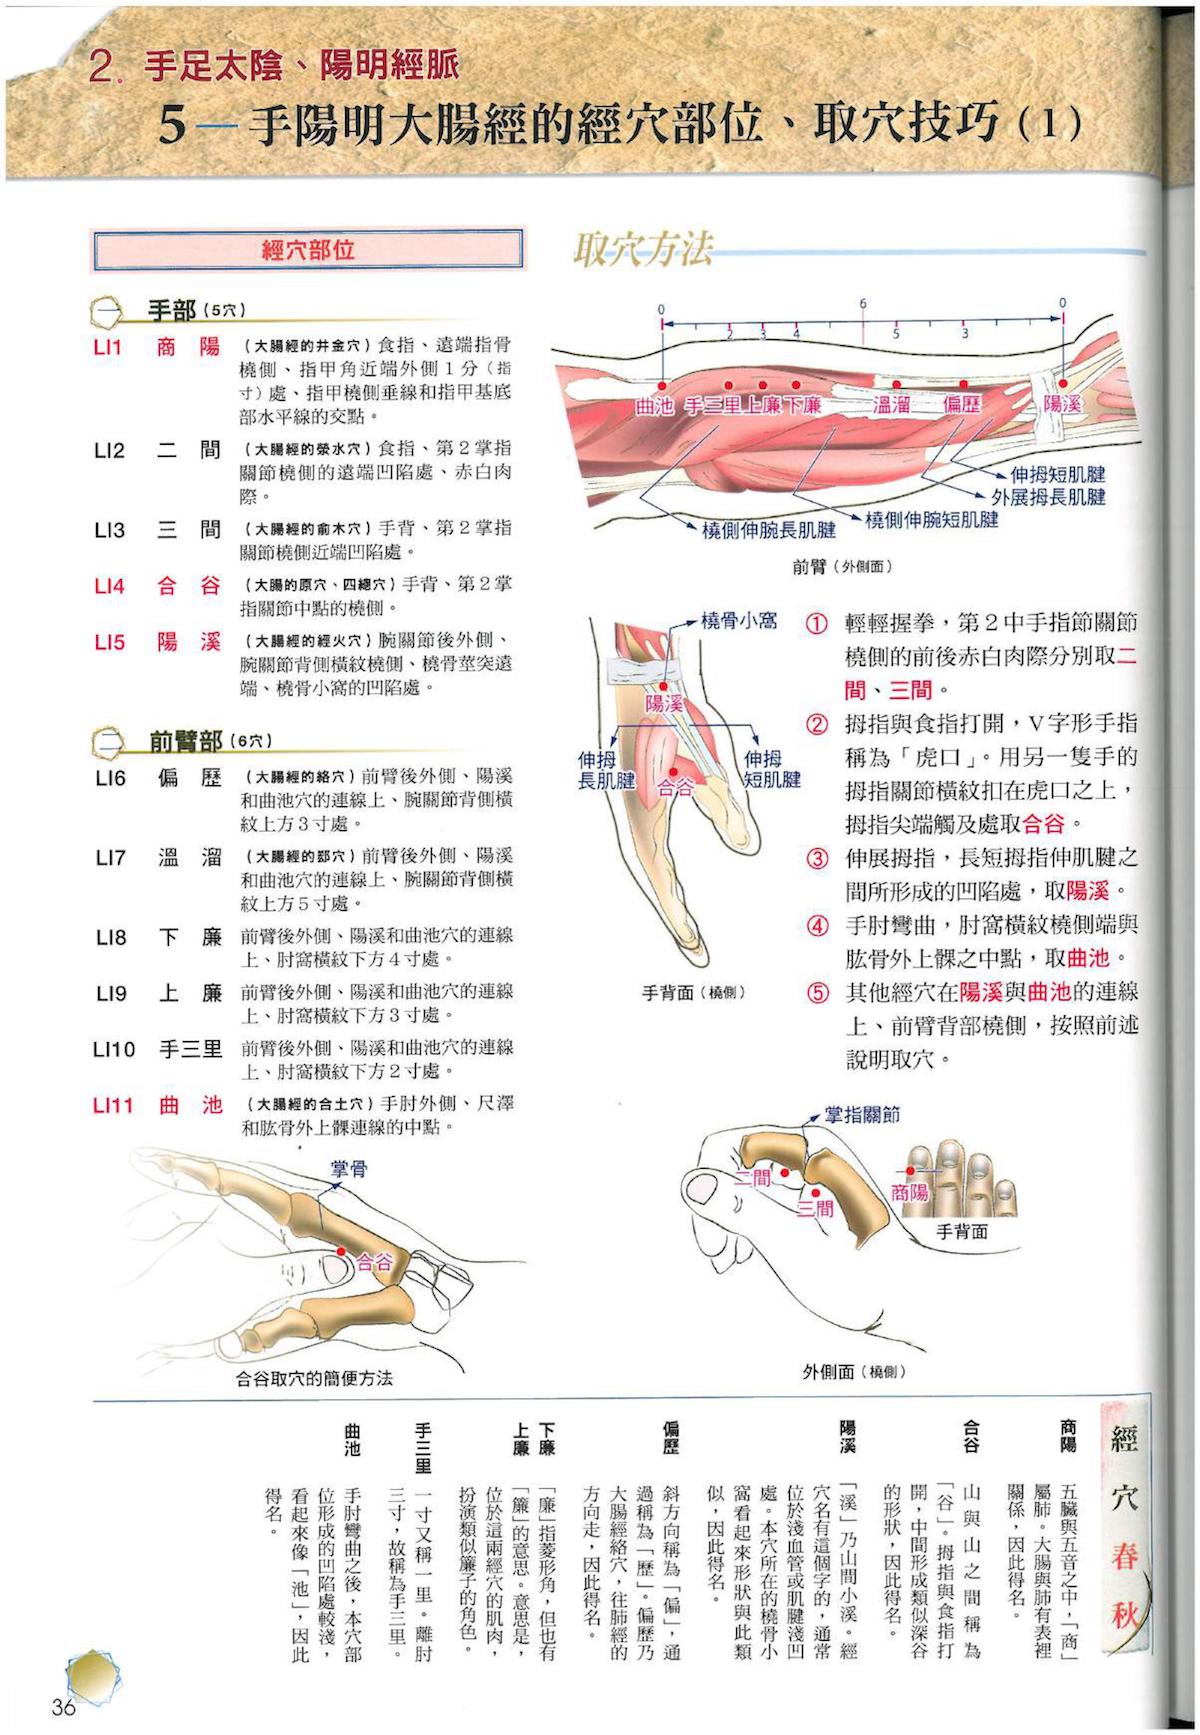 2. 手足太陰、陽明經脈
5—手陽明大腸經的經穴部位、取穴技巧(1)
經穴部位
一 手部(5穴)
LI1 商陽 (大腸經的井金穴)食指、遠端指骨
橈側、指甲角近端外側1分(指
寸)處、指甲橈側垂線和指甲基底
部水平線的交點。
LI2 二間 (大腸經的滎水穴)食指、第2掌指
關節橈側的遠端凹陷處、赤白肉
際。
LI3 三間 (大腸經的俞木穴)手背、第2掌指
關節橈側近端凹陷處。
LI4 合谷 (大腸的原穴、四總穴)手背、第2掌
指關節中點的橈側。
LI5 陽溪 (大腸經的經火穴)腕關節後外側、
腕關節背側橫紋橈側、橈骨莖突遠
端、橈骨小窩的凹陷處。
二 前臂部(6穴)
LI6 偏歷 (大腸經的絡穴)前臂後外側、陽溪
和曲池穴的連線上、腕關節背側橫
紋上方3寸處。
LI7 溫溜 (大腸經的郄穴)前臂後外側、陽溪
和曲池穴的連線上、腕關節背側橫
紋上方5寸處。
LI8 下廉 前臂後外側、陽溪和曲池穴的連線
上、肘窩橫紋下方4寸處。
LI9 上廉 前臂後外側、陽溪和曲池穴的連線
上、肘窩橫紋下方3寸處。
LI10 手三里 前臂後外側、陽溪和曲池穴的連線
上、肘窩橫紋下方2寸處。
LI11 曲池 (大腸經的合土穴)手肘外側、尺澤
和肱骨外上髁連線的中點。
掌骨
合谷
合谷取穴的簡便方法
取穴方法
0 6 0
2 3 4 5 3
曲池 手三里 上廉 下廉 溫溜 偏歷 陽溪
伸拇短肌腱
外展拇長肌腱
橈側伸腕短肌腱
橈側伸腕長肌腱
前臂(外側面)
橈骨小窩
陽溪
伸拇
長肌腱
伸拇
短肌腱
合谷
手背面(橈側)
① 輕輕握拳,第2中手指節關節
橈側的前後赤白肉際分別取二
間、三間。
② 拇指與食指打開,V字形手指
稱為「虎口」。用另一隻手的
拇指關節橫紋扣在虎口之上,
拇指尖端觸及處取合谷。
③ 伸展拇指,長短拇指伸肌腱之
間所形成的凹陷處,取陽溪。
④ 手肘彎曲,肘窩橫紋橈側端與
肱骨外上髁之中點,取曲池。
⑤ 其他經穴在陽溪與曲池的連線
上、前臂背部橈側,按照前述
說明取穴。
掌指關節
二間
三間
商陽
手背面
外側面(橈側)
經穴春秋
商陽 五臟與五音之中,「商」
屬肺。大腸與肺有表裡
關係,因此得名。
合谷 山與山之間稱為
「谷」。拇指與食指打
開,中間形成類似深谷
的形狀,因此得名。
陽溪 「溪」乃山間小溪。經
穴名有這個字的,通常
位於淺血管或肌腱淺凹
處。本穴所在的橈骨小
窩看起來形狀與此類
似,因此得名。
偏歷 斜方向稱為「偏」,通
過稱為「歷」。偏歷乃
大腸經絡穴,往肺經的
方向走,因此得名。
下廉
上廉 「廉」指菱形角,但也有
「簾」的意思。意思是,
位於這兩經穴的肌肉,
扮演類似簾子的角色。
手三里 一寸又稱一里。離肘
三寸,故稱為手三里。
曲池 手肘彎曲之後,本穴部
位形成的凹陷處較淺,
看起來像「池」,因此
得名。
36